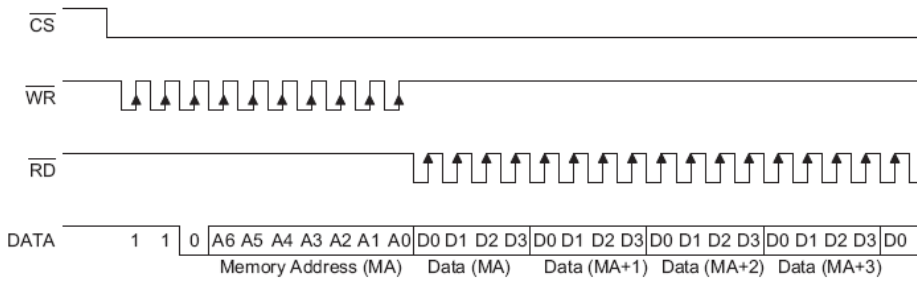 CS
WR
RD
DATA 1 1 0 A6 A5 A4 A3 A2 A1 A0 D0 D1 D2 D3 D0 D1 D2 D3 D0 D1 D2 D3 D0 D1 D2 D3 D0
Memory Address (MA) Data (MA) Data (MA+1) Data (MA+2) Data (MA+3)